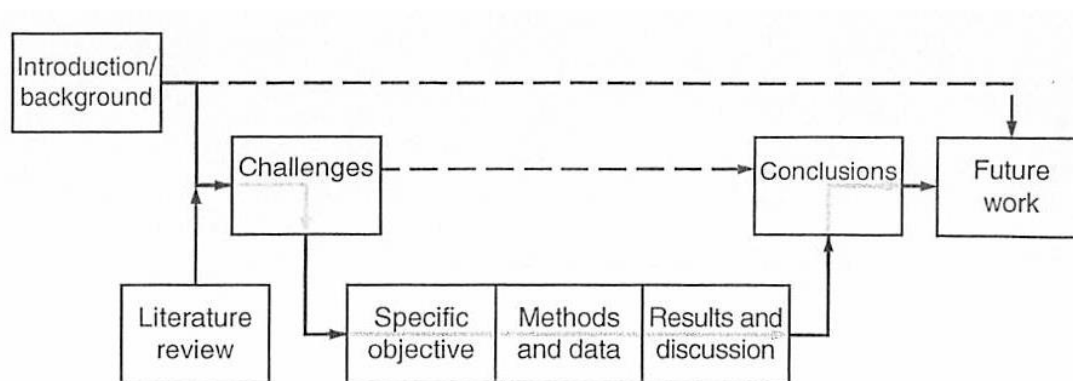 Introduction/
background
Challenges
Conclusions
Future
work
Literature
review
Specific
objective
Methods
and data
Results and
discussion